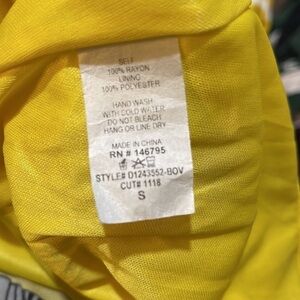 SELF
100% RAYON
LINING
100% POLYESTER
HAND WASH
WITH COLD WATER
DO NOT BLEACH
HANG OR LINE DRY
MADE IN CHINA
RN # 146795
STYLE# D1243552-BOV
CUT# 1118
S